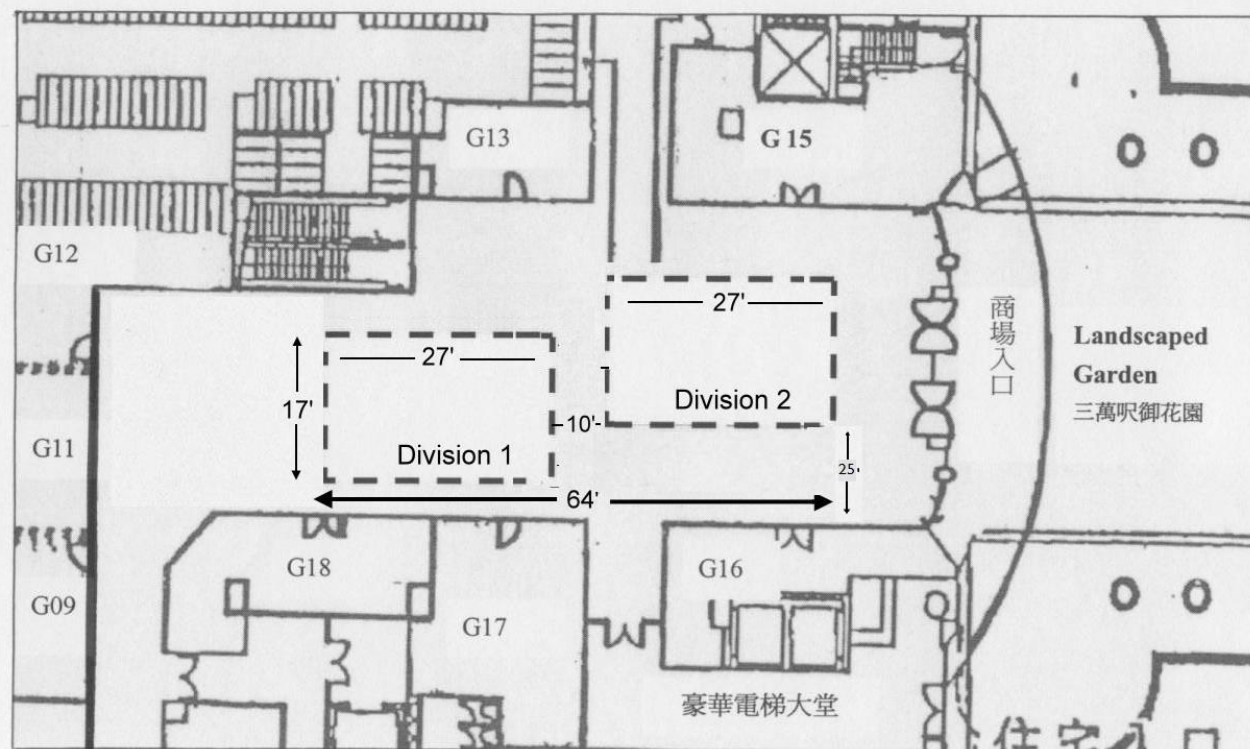 G13
G 15
G12
27'
商場入口
Landscaped
Garden
三萬呎御花園
27'
17'
Division 2
10'
Division 1
G11
25'
64'
G18
G16
G09
G17
豪華電梯大堂
住宅入口